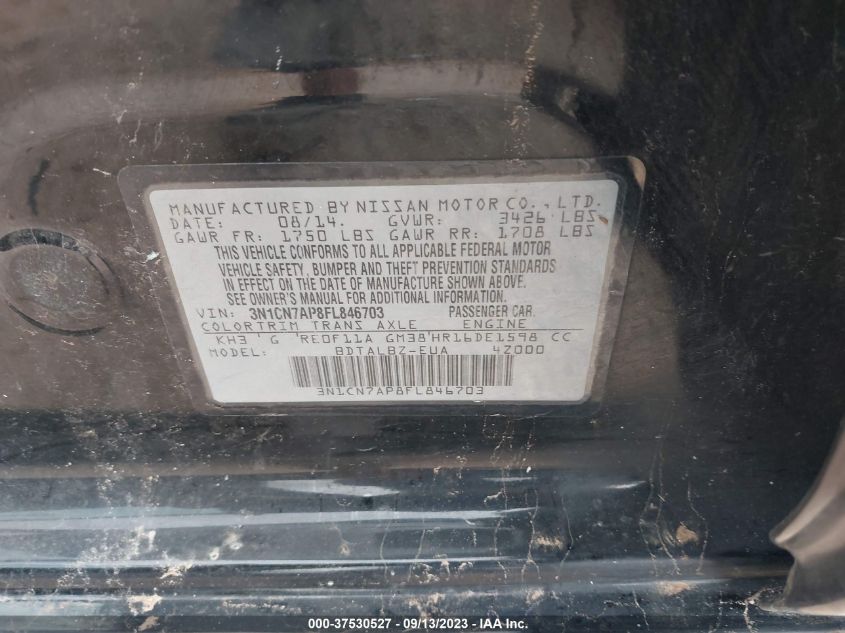 MANUFACTURED BY NISSAN MOTOR CO., LTD.
DATE: 08/14. GVWR: 3426 LBS
GAWR FR: 1750 LBS GAWR RR: 1708 LBS
THIS VEHICLE CONFORMS TO ALL APPLICABLE FEDERAL MOTOR
VEHICLE SAFETY, BUMPER AND THEFT PREVENTION STANDARDS
IN EFFECT ON THE DATE OF MANUFACTURE SHOWN ABOVE.
SEE OWNER'S MANUAL FOR ADDITIONAL INFORMATION.
VIN: 3N1CN7AP8FL846703 PASSENGER CAR.
COLOR TRIM TRANS AXLE ENGINE
KH3 ' G 'RE0F11A GM38'HR16DE1598 CC
MODEL: BDTALBZ-EUA 4Z000
3N1CN7AP8FL846703
000-37530527 - 09/13/2023 - IAA Inc.